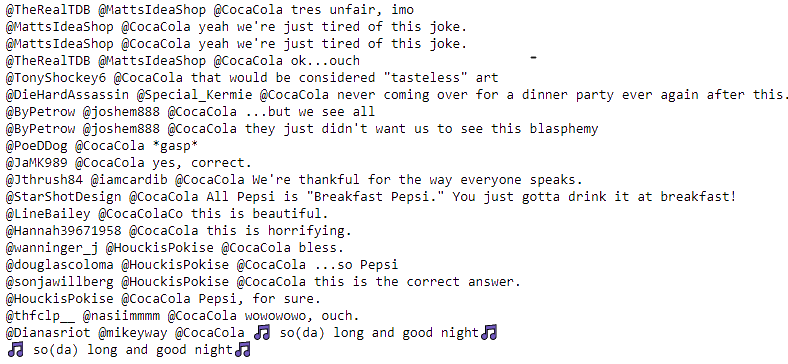 @TheRealTDB @MattsIdeaShop @CocaCola tres unfair, imo
@MattsIdeaShop @CocaCola yeah we're just tired of this joke.
@MattsIdeaShop @CocaCola yeah we're just tired of this joke.
@TheRealTDB @MattsIdeaShop @CocaCola ok...ouch
@TonyShockey6 @CocaCola that would be considered "tasteless" art
@DieHardAssassin @Special_Kermie @CocaCola never coming over for a dinner party ever again after this.
@ByPetrow @joshem888 @CocaCola ...but we see all
@ByPetrow @joshem888 @CocaCola they just didn't want us to see this blasphemy
@PoeDDog @CocaCola *gasp*
@JaMK989 @CocaCola yes, correct.
@Jthrush84 @iamcardib @CocaCola We're thankful for the way everyone speaks.
@StarShotDesign @CocaCola All Pepsi is "Breakfast Pepsi." You just gotta drink it at breakfast!
@LineBailey @CocaColaCo this is beautiful.
@Hannah39671958 @CocaCola this is horrifying.
@wanninger_j @HouckisPokise @CocaCola bless.
@douglascoloma @HouckisPokise @CocaCola ...so Pepsi
@sonjawillberg @HouckisPokise @CocaCola this is the correct answer.
@HouckisPokise @CocaCola Pepsi, for sure.
@thfclp__ @nasiimmmm @CocaCola wowowowo, ouch.
@Dianasriot @mikeyway @CocaCola 🎵 so(da) long and good night🎵
🎵 so(da) long and good night🎵